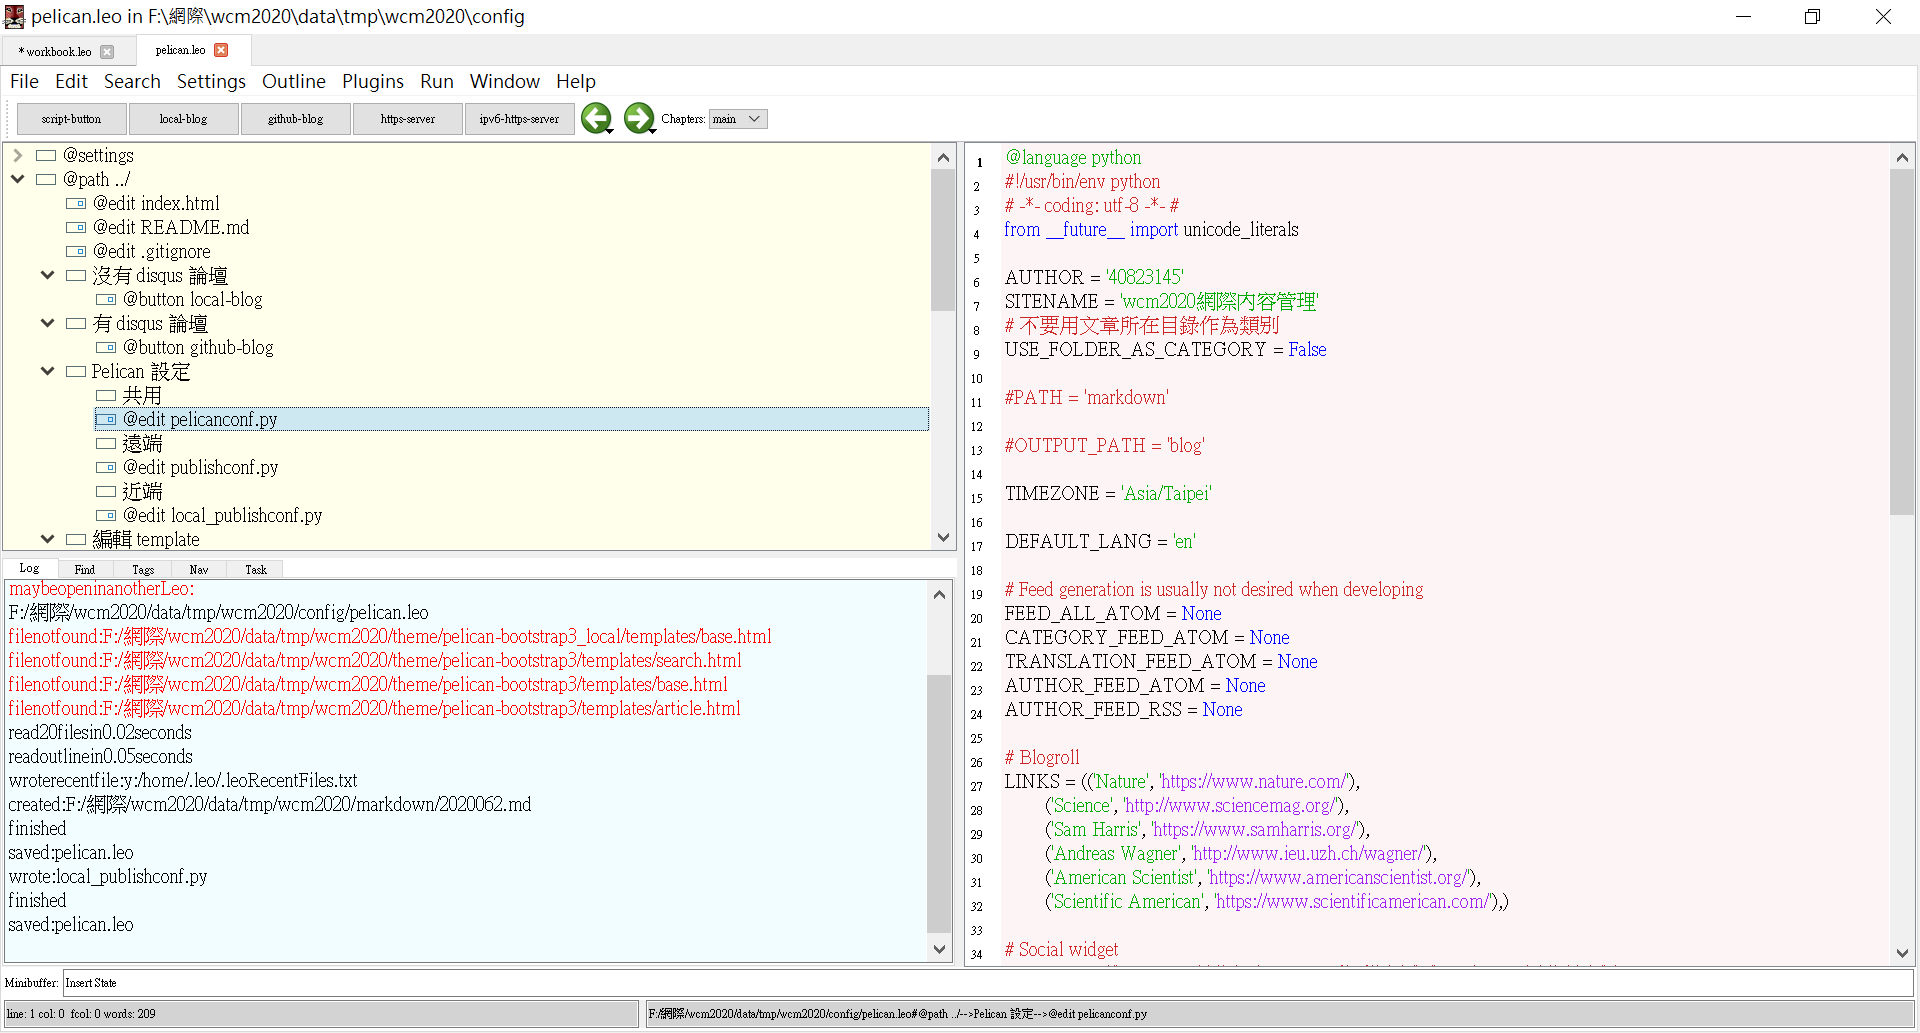 pelican.leo in F:\網際\wcm2020\data\tmp\wcm2020\config
* workbook.leo
pelican.leo
File Edit Search Settings Outline Plugins Run Window Help
script-button local-blog github-blog https-server ipv6-https-server Chapters: main
@settings
@path ../
@edit index.html
@edit README.md
@edit .gitignore
沒有 disqus 論壇
@button local-blog
有 disqus 論壇
@button github-blog
Pelican 設定
共用
@edit pelicanconf.py
遠端
@edit publishconf.py
近端
@edit local_publishconf.py
編輯 template
Log Find Tags Nav Task
maybeopeninanotherLeo:
F:/網際/wcm2020/data/tmp/wcm2020/config/pelican.leo
filenotfound:F:/網際/wcm2020/data/tmp/wcm2020/theme/pelican-bootstrap3_local/templates/base.html
filenotfound:F:/網際/wcm2020/data/tmp/wcm2020/theme/pelican-bootstrap3/templates/search.html
filenotfound:F:/網際/wcm2020/data/tmp/wcm2020/theme/pelican-bootstrap3/templates/base.html
filenotfound:F:/網際/wcm2020/data/tmp/wcm2020/theme/pelican-bootstrap3/templates/article.html
read20filesin0.02seconds
readoutlinein0.05seconds
wroterecentfile:y:/home/.leo/.leoRecentFiles.txt
created:F:/網際/wcm2020/data/tmp/wcm2020/markdown/2020062.md
finished
saved:pelican.leo
wrote:local_publishconf.py
finished
saved:pelican.leo
1 @language python
2 #!/usr/bin/env python
3 # -*- coding: utf-8 -*- #
4 from __future__ import unicode_literals
5
6 AUTHOR = '40823145'
7 SITENAME = 'wcm2020網際内容管理'
8 # 不要用文章所在目錄作為類别
9 USE_FOLDER_AS_CATEGORY = False
10
11 #PATH = 'markdown'
12
13 #OUTPUT_PATH = 'blog'
14
15 TIMEZONE = 'Asia/Taipei'
16
17 DEFAULT_LANG = 'en'
18
19 # Feed generation is usually not desired when developing
20 FEED_ALL_ATOM = None
21 CATEGORY_FEED_ATOM = None
22 TRANSLATION_FEED_ATOM = None
23 AUTHOR_FEED_ATOM = None
24 AUTHOR_FEED_RSS = None
25
26 # Blogroll
27 LINKS = (('Nature', 'https://www.nature.com/'),
28 ('Science', 'http://www.sciencemag.org/'),
29 ('Sam Harris', 'https://www.samharris.org/'),
30 ('Andreas Wagner', 'http://www.ieu.uzh.ch/wagner/'),
31 ('American Scientist', 'https://www.americanscientist.org/'),
32 ('Scientific American', 'https://www.scientificamerican.com/'),)
33
34 # Social widget
Minibuffer: Insert State
line: 1 col: 0 fcol: 0 words: 209
F:/網際/wcm2020/data/tmp/wcm2020/config/pelican.leo#@path ../-->Pelican 設定-->@edit pelicanconf.py